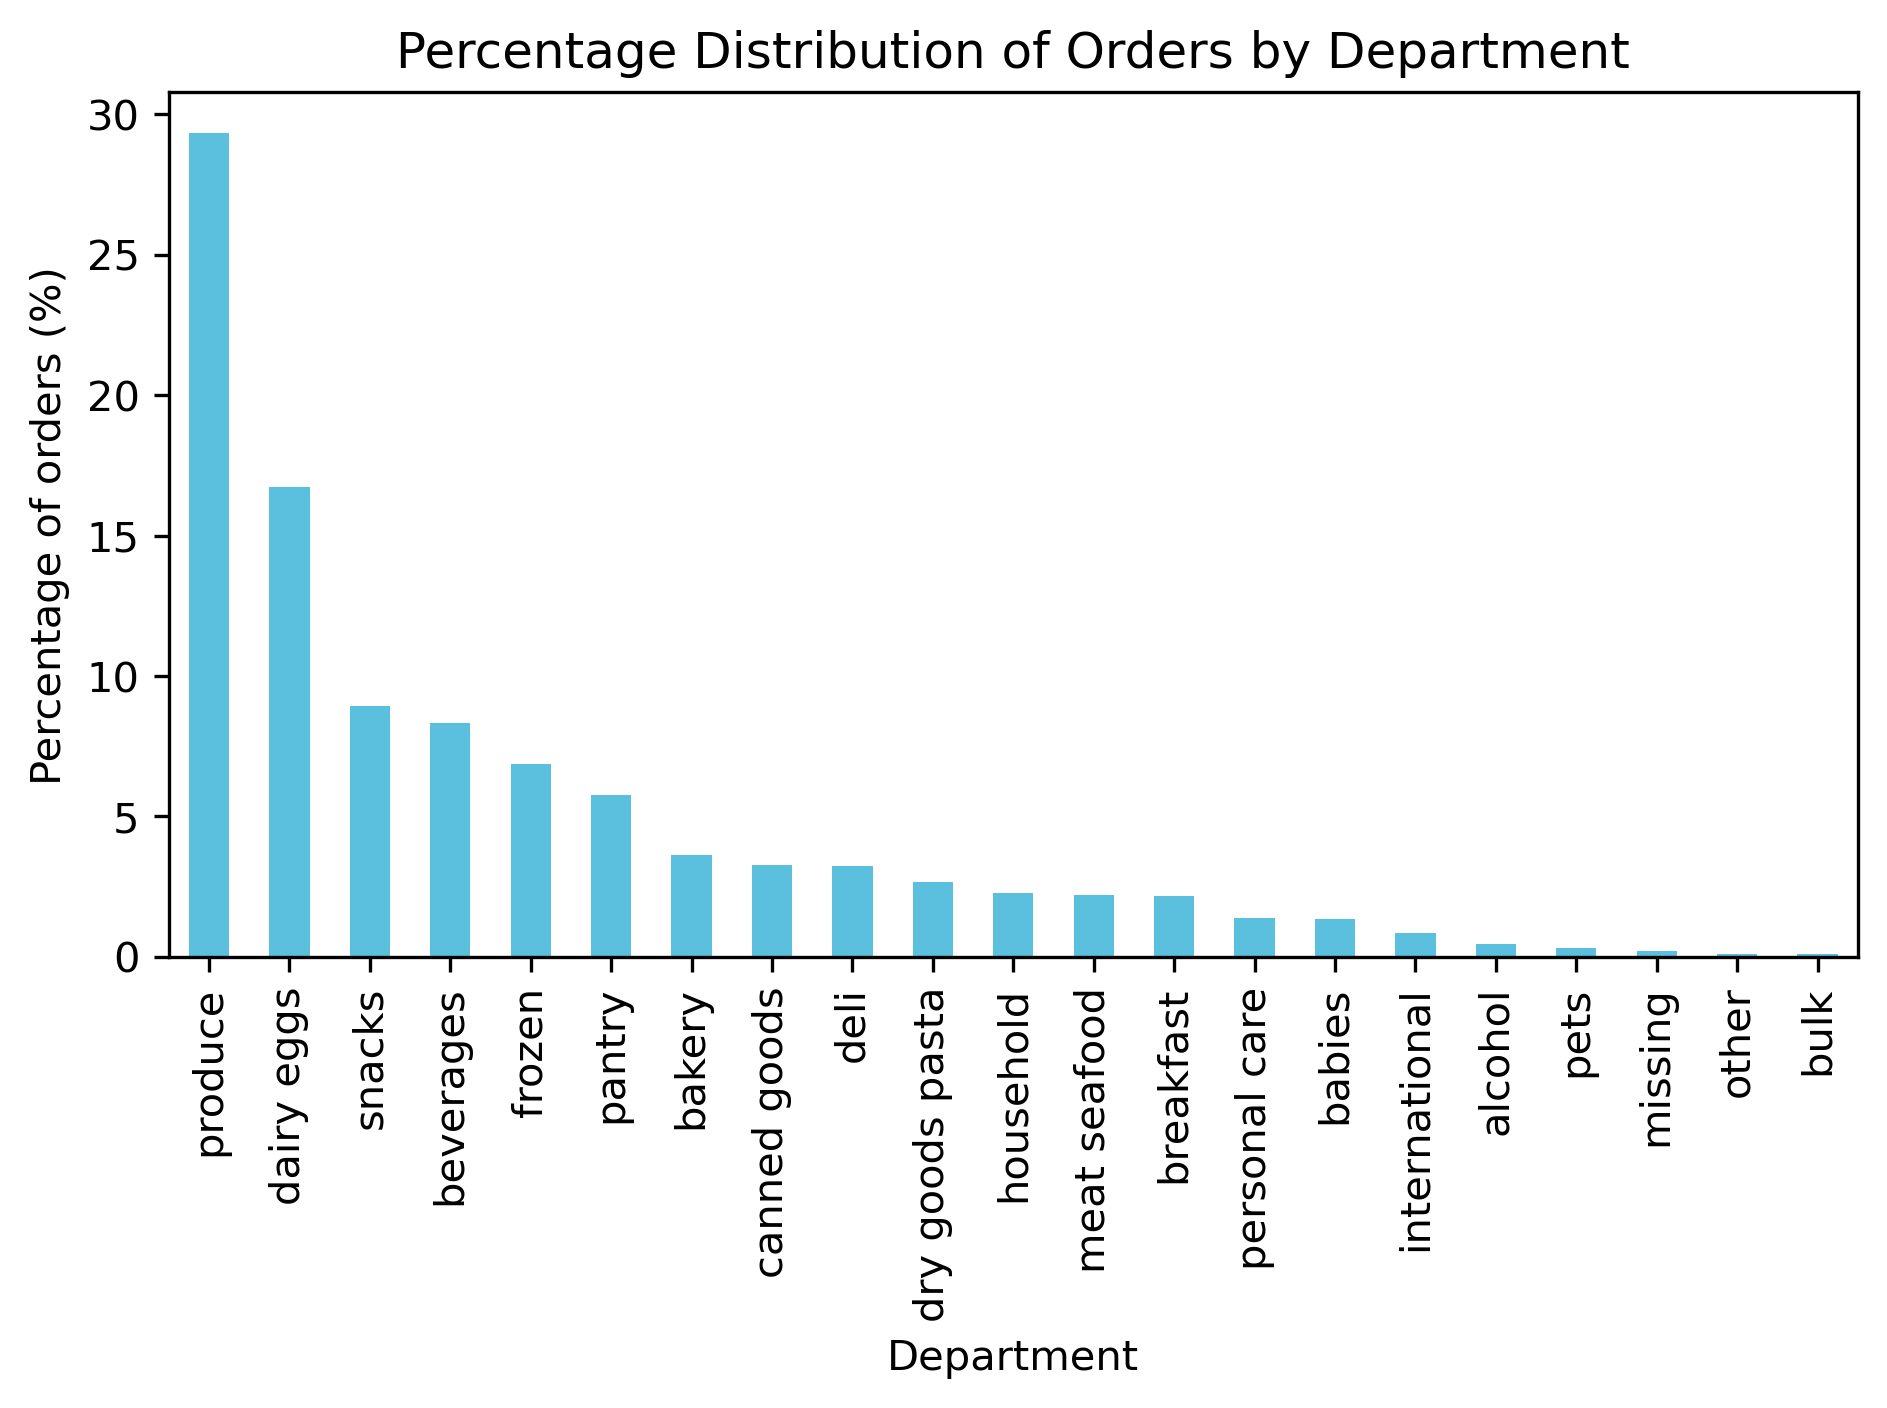 Percentage Distribution of Orders by Department
Percentage of orders (%)
30
25
20
15
10
5
0
produce
dairy eggs
snacks
beverages
frozen
pantry
bakery
canned goods
deli
dry goods pasta
household
meat seafood
breakfast
personal care
babies
international
alcohol
pets
missing
other
bulk
Department